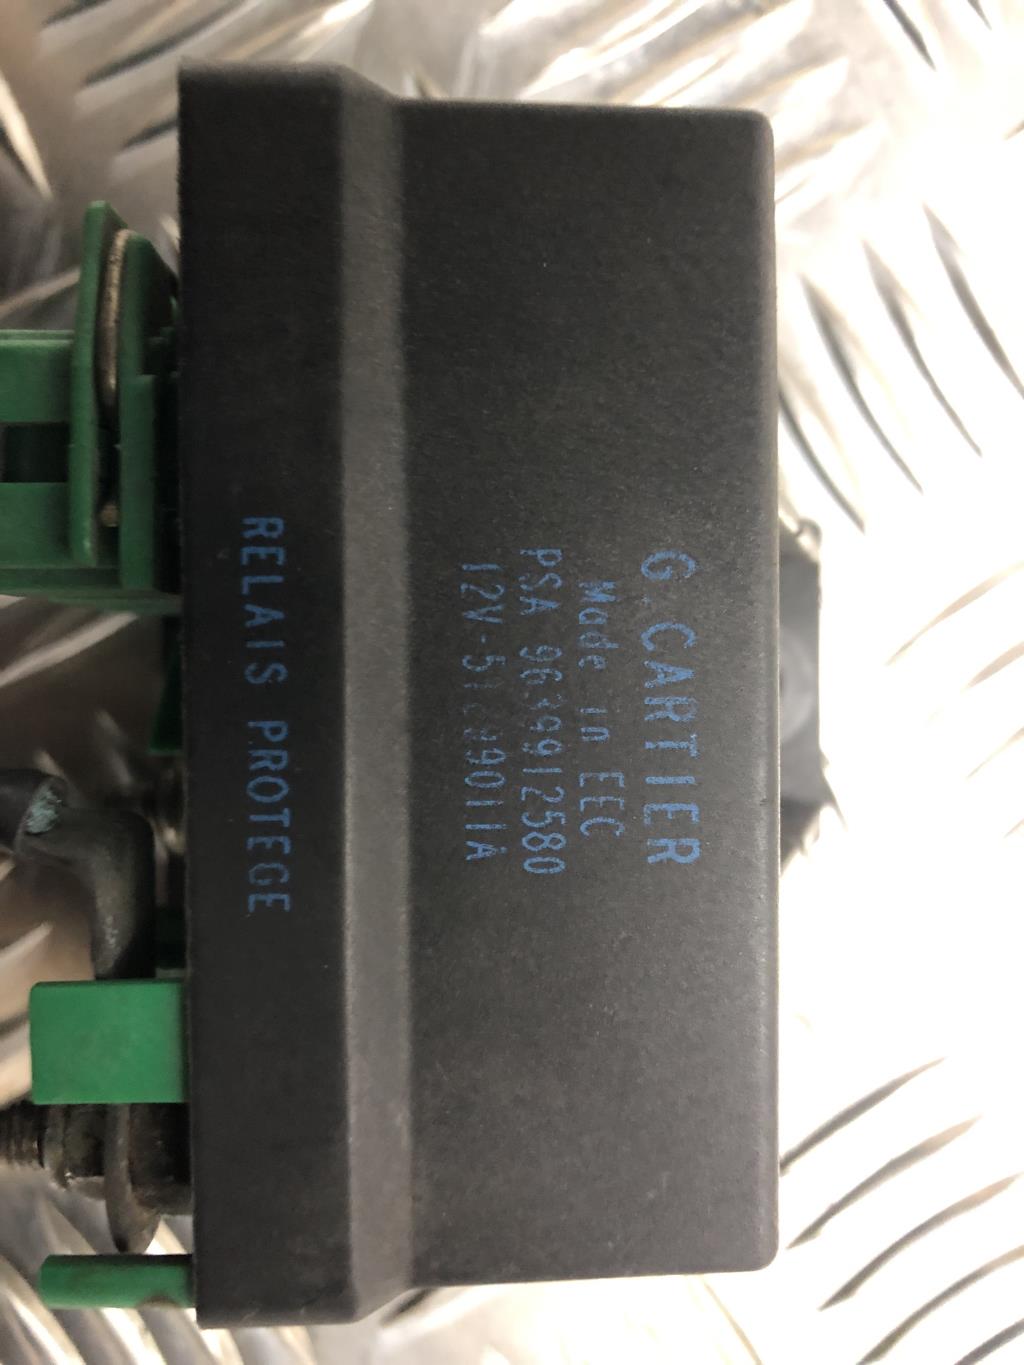 G.CARTIER
Made in EEC
PSA 9639912580
RELAIS PROTEGE